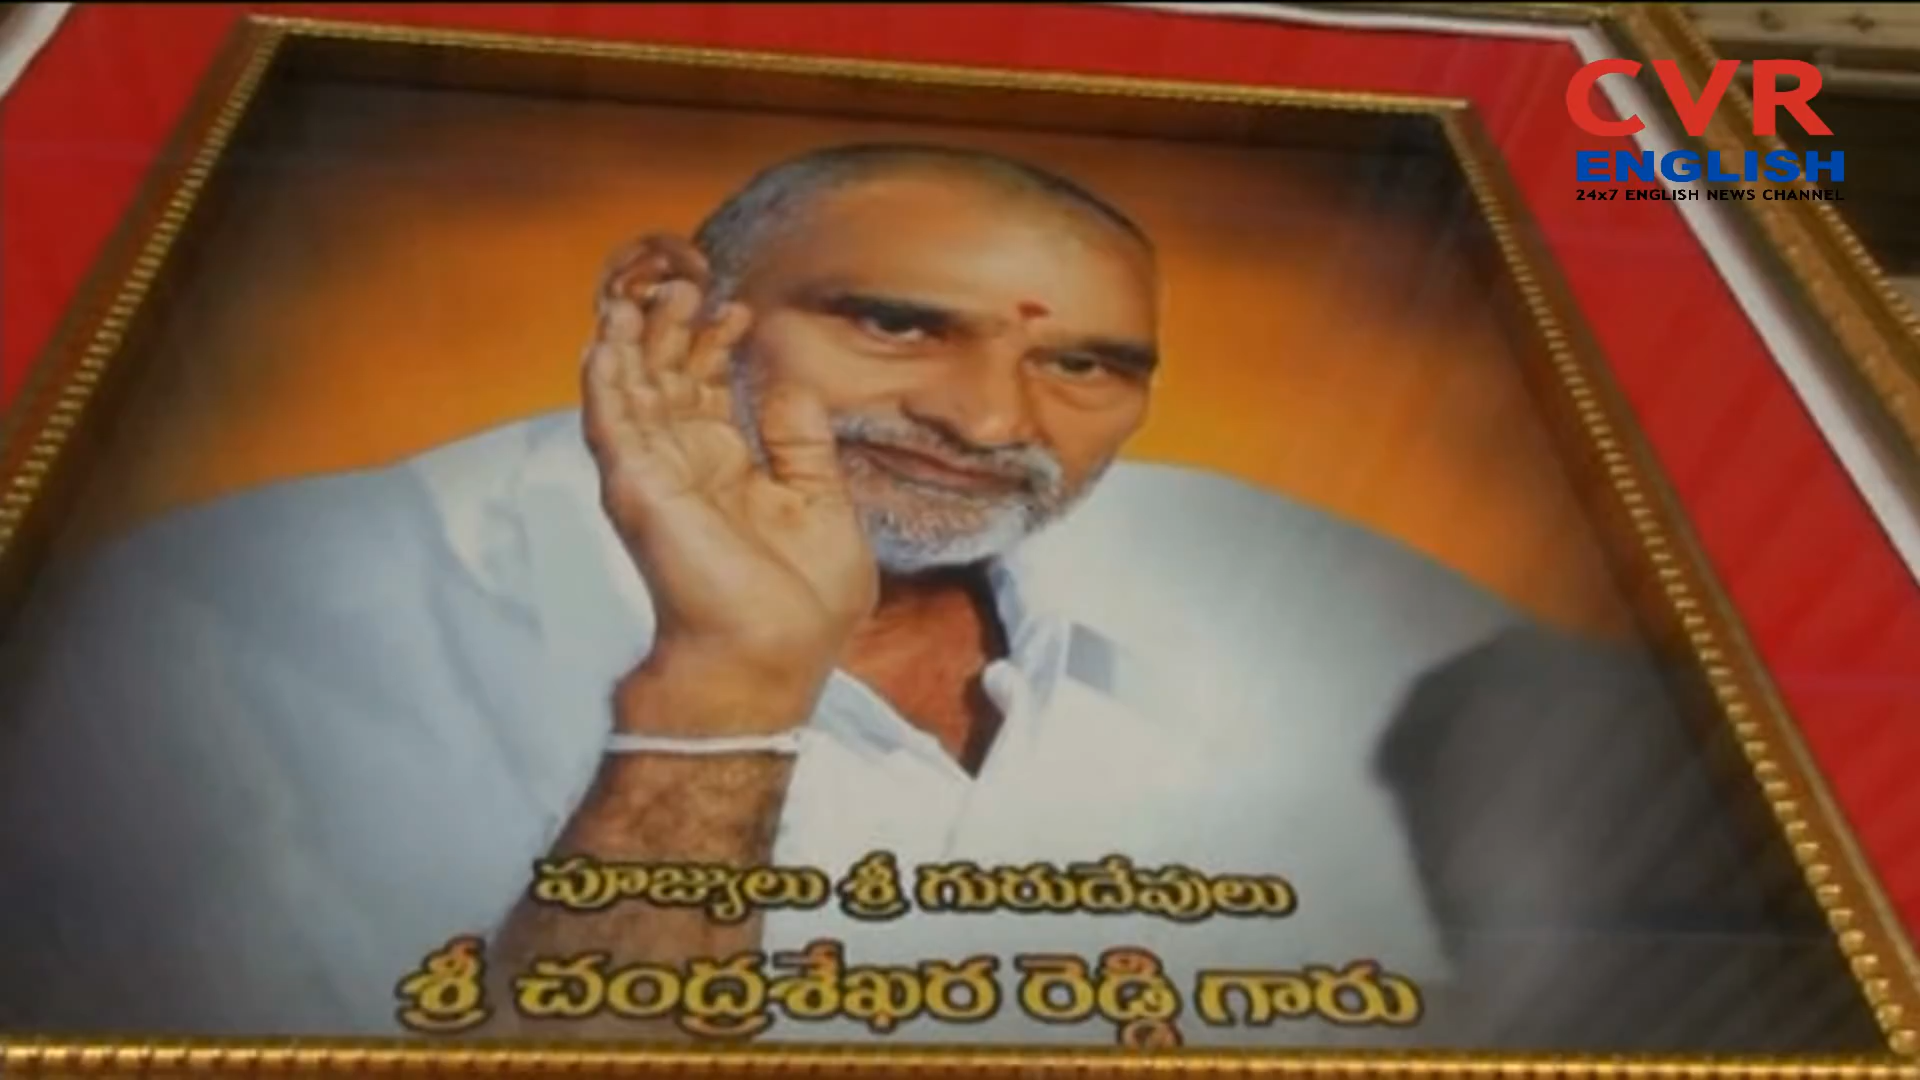 CVR
ENGLISH
24x7 ENGLISH NEWS CHANNEL
పూజ్యులు శ్రీ గురుదేవులు
శ్రీ చంద్రశేఖర రెడ్డి గారు